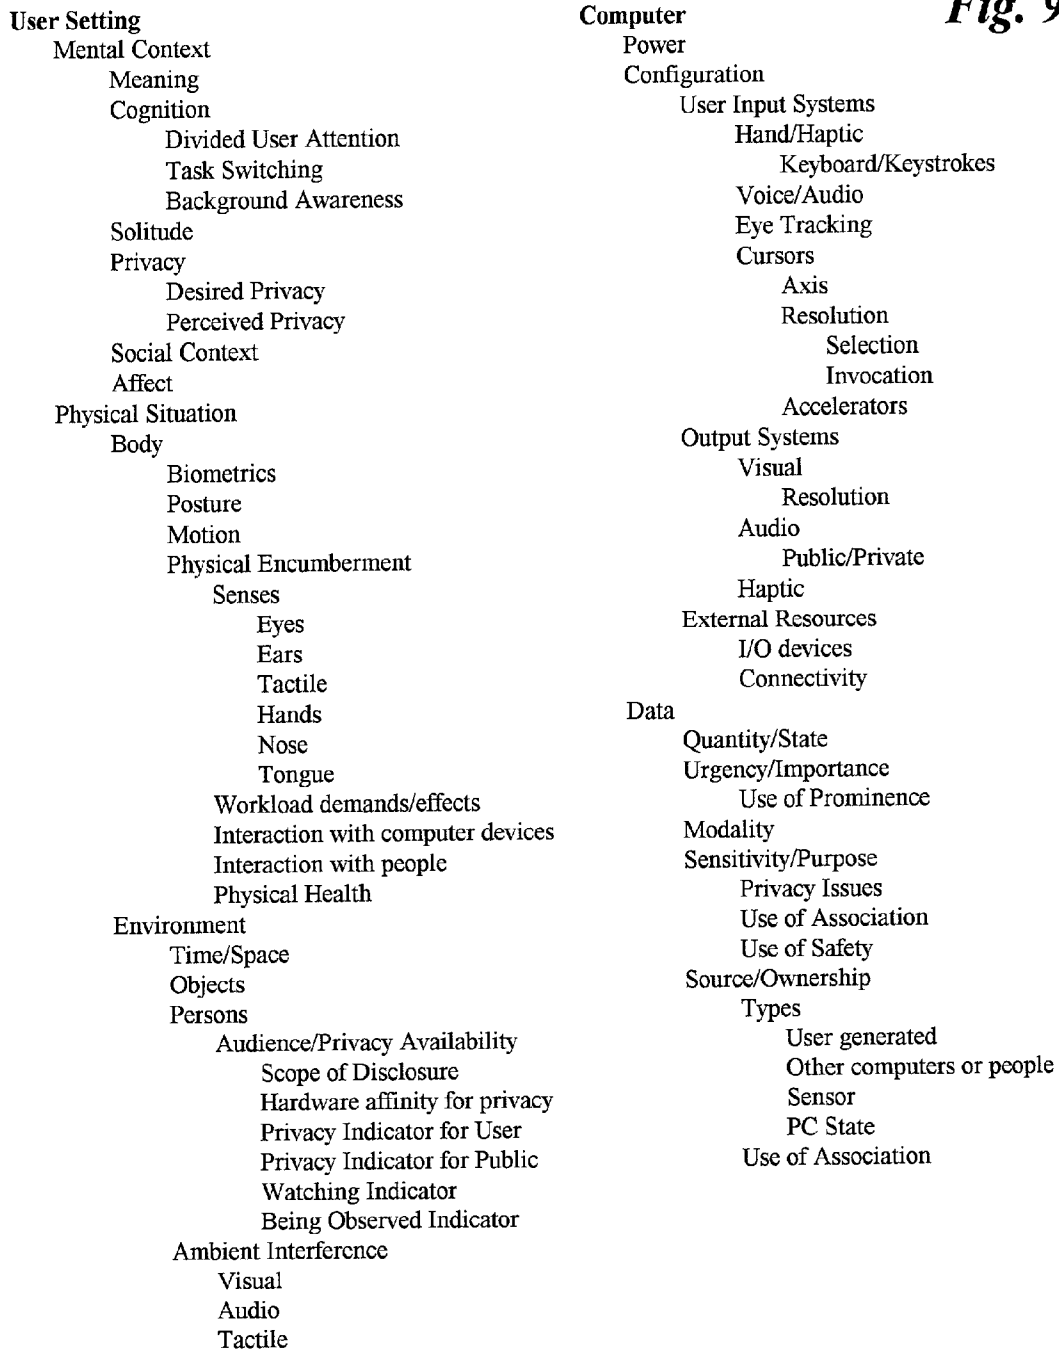 Fig. 9
User Setting
Mental Context
Meaning
Cognition
Divided User Attention
Task Switching
Background Awareness
Solitude
Privacy
Desired Privacy
Perceived Privacy
Social Context
Affect
Physical Situation
Body
Biometrics
Posture
Motion
Physical Encumberment
Senses
Eyes
Ears
Tactile
Hands
Nose
Tongue
Workload demands/effects
Interaction with computer devices
Interaction with people
Physical Health
Environment
Time/Space
Objects
Persons
Audience/Privacy Availability
Scope of Disclosure
Hardware affinity for privacy
Privacy Indicator for User
Privacy Indicator for Public
Watching Indicator
Being Observed Indicator
Ambient Interference
Visual
Audio
Tactile
Computer
Power
Configuration
User Input Systems
Hand/Haptic
Keyboard/Keystrokes
Voice/Audio
Eye Tracking
Cursors
Axis
Resolution
Selection
Invocation
Accelerators
Output Systems
Visual
Resolution
Audio
Public/Private
Haptic
External Resources
I/O devices
Connectivity
Data
Quantity/State
Urgency/Importance
Use of Prominence
Modality
Sensitivity/Purpose
Privacy Issues
Use of Association
Use of Safety
Source/Ownership
Types
User generated
Other computers or people
Sensor
PC State
Use of Association